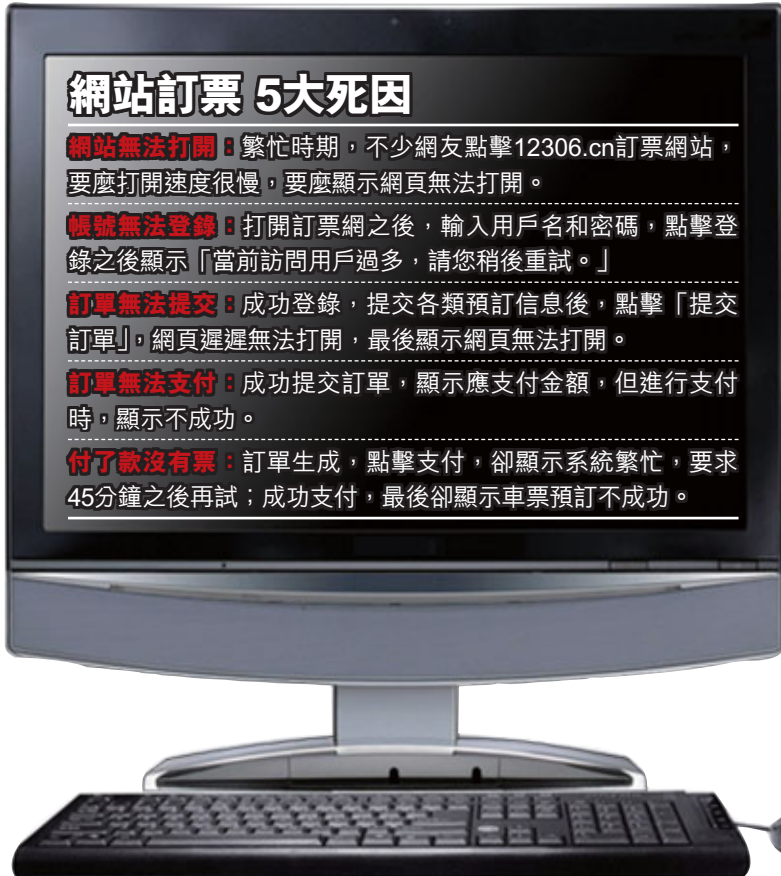 網站訂票 5大死因
網站無法打開：繁忙時期，不少網友點擊12306.cn訂票網站，
要麼打開速度很慢，要麼顯示網頁無法打開。
帳號無法登錄：打開訂票網之後，輸入用戶名和密碼，點擊登
錄之後顯示「當前訪問用戶過多，請您稍後重試。」
訂單無法提交：成功登錄，提交各類預訂信息後，點擊「提交
訂單」，網頁遲遲無法打開，最後顯示網頁無法打開。
訂單無法支付：成功提交訂單，顯示應支付金額，但進行支付
時，顯示不成功。
付了款沒有票：訂單生成，點擊支付，卻顯示系統繁忙，要求
45分鐘之後再試；成功支付，最後卻顯示車票預訂不成功。